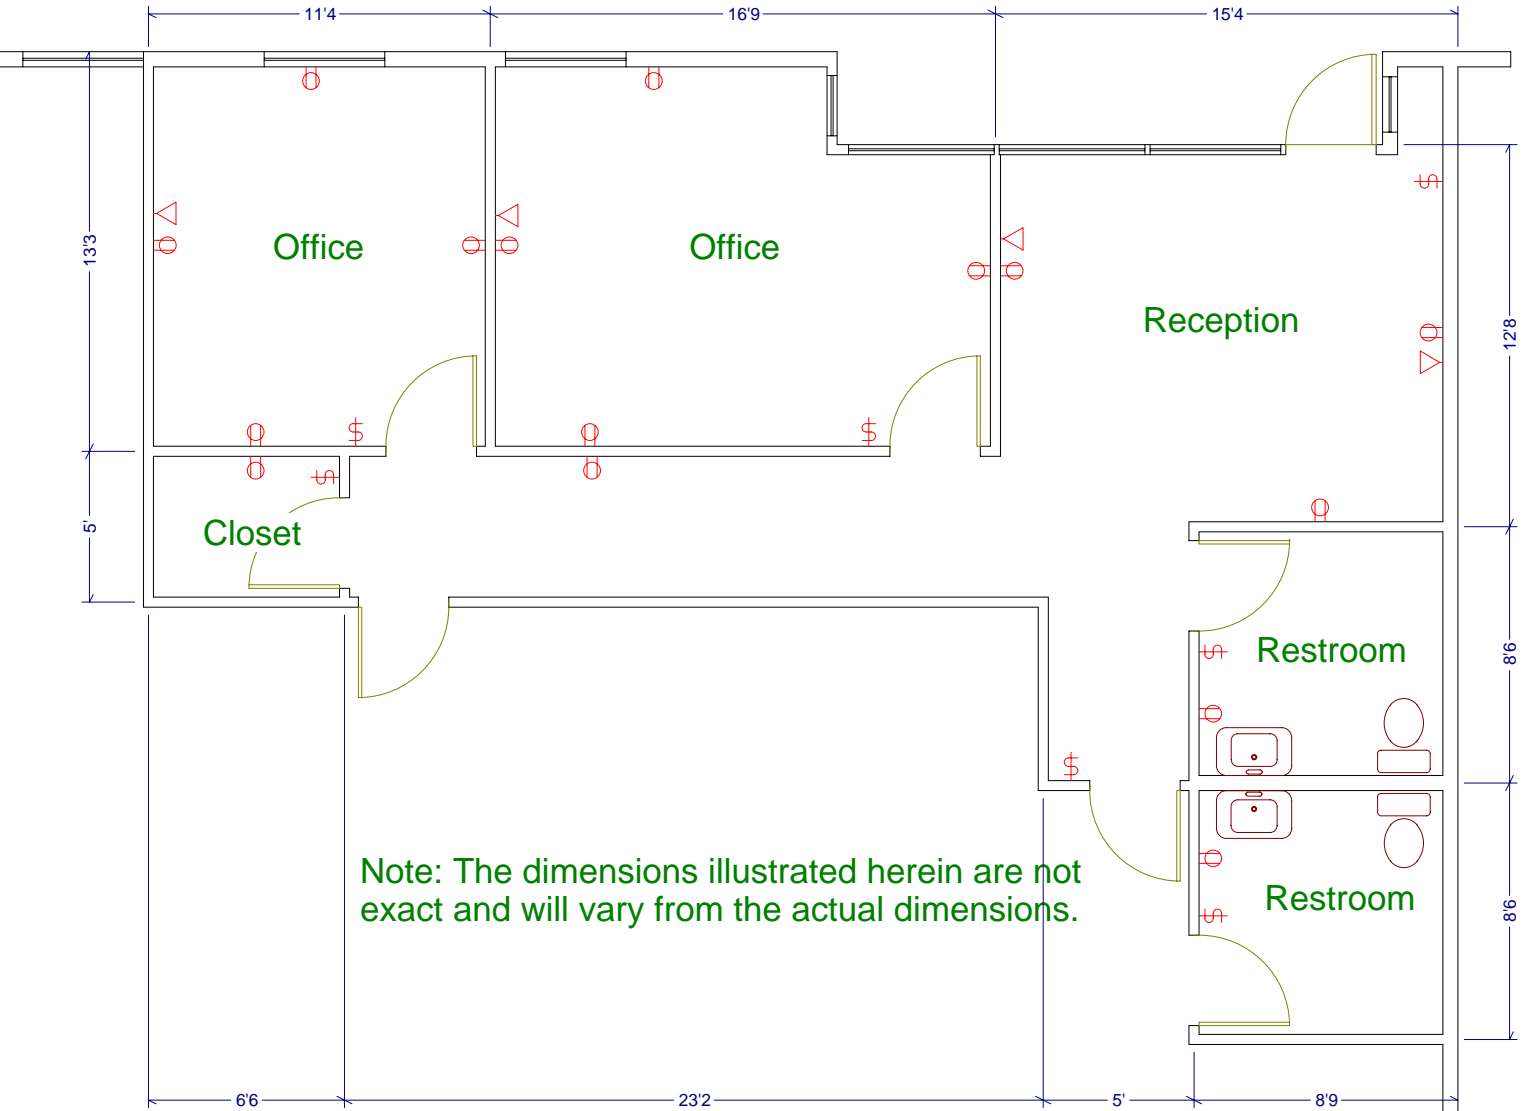 11'4
16'9
15'4
13'3
Office
Office
Reception
12'8
5'
Closet
Restroom
8'6
Note: The dimensions illustrated herein are not
exact and will vary from the actual dimensions.
Restroom
8'6
6'6
23'2
5'
8'9